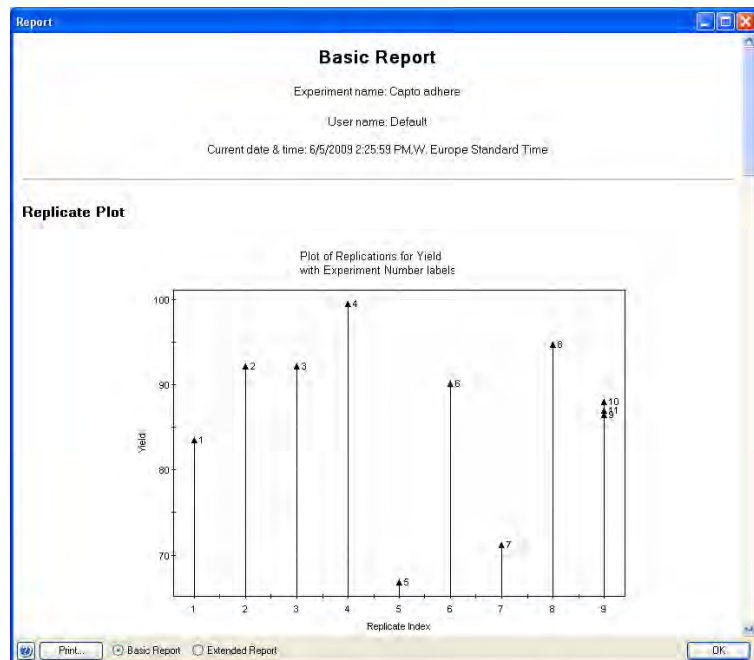 Report
Basic Report
Experiment name: Capto adhere
User name: Default
Current date & time: 6/5/2009 2:25:59 PM,W. Europe Standard Time
Replicate Plot
Plot of Replications for Yield
with Experiment Number labels
100
90
80
70
Yield
1
2
3
4
5
6
7
8
10
11
9
1 2 3 4 5 6 7 8 9
Replicate Index
Print... Basic Report Extended Report OK